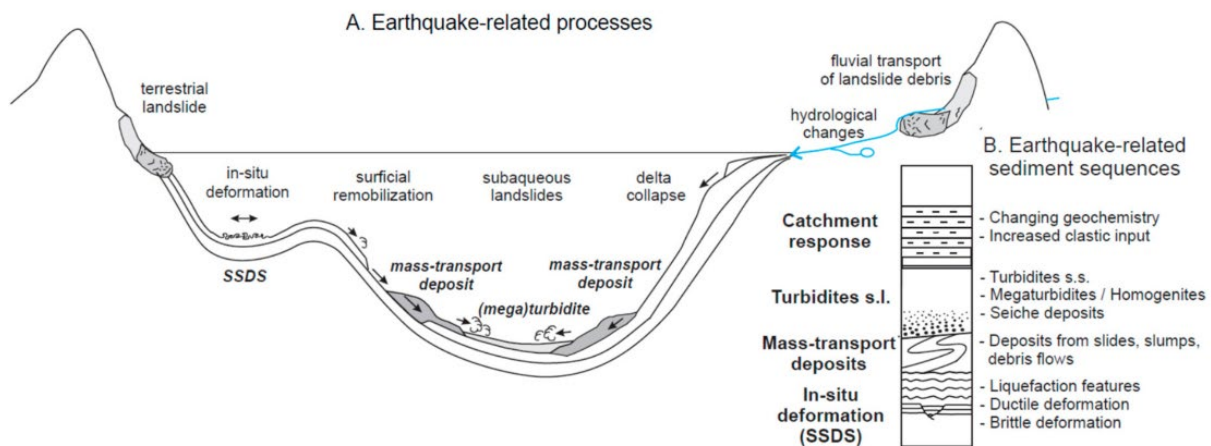 A. Earthquake-related processes
terrestrial
landslide
in-situ
deformation
surficial
remobilization
subaqueous
landslides
delta
collapse
hydrological
changes
fluvial transport
of landslide debris
SSDS
mass-transport
deposit
(mega)turbidite
mass-transport
deposit
B. Earthquake-related
sediment sequences
Catchment
response
- Changing geochemistry
- Increased clastic input
Turbidites s.l.
- Turbidites s.s.
- Megaturbidites / Homogenites
- Seiche deposits
Mass-transport
deposits
- Deposits from slides, slumps,
debris flows
In-situ
deformation
(SSDS)
- Liquefaction features
- Ductile deformation
- Brittle deformation